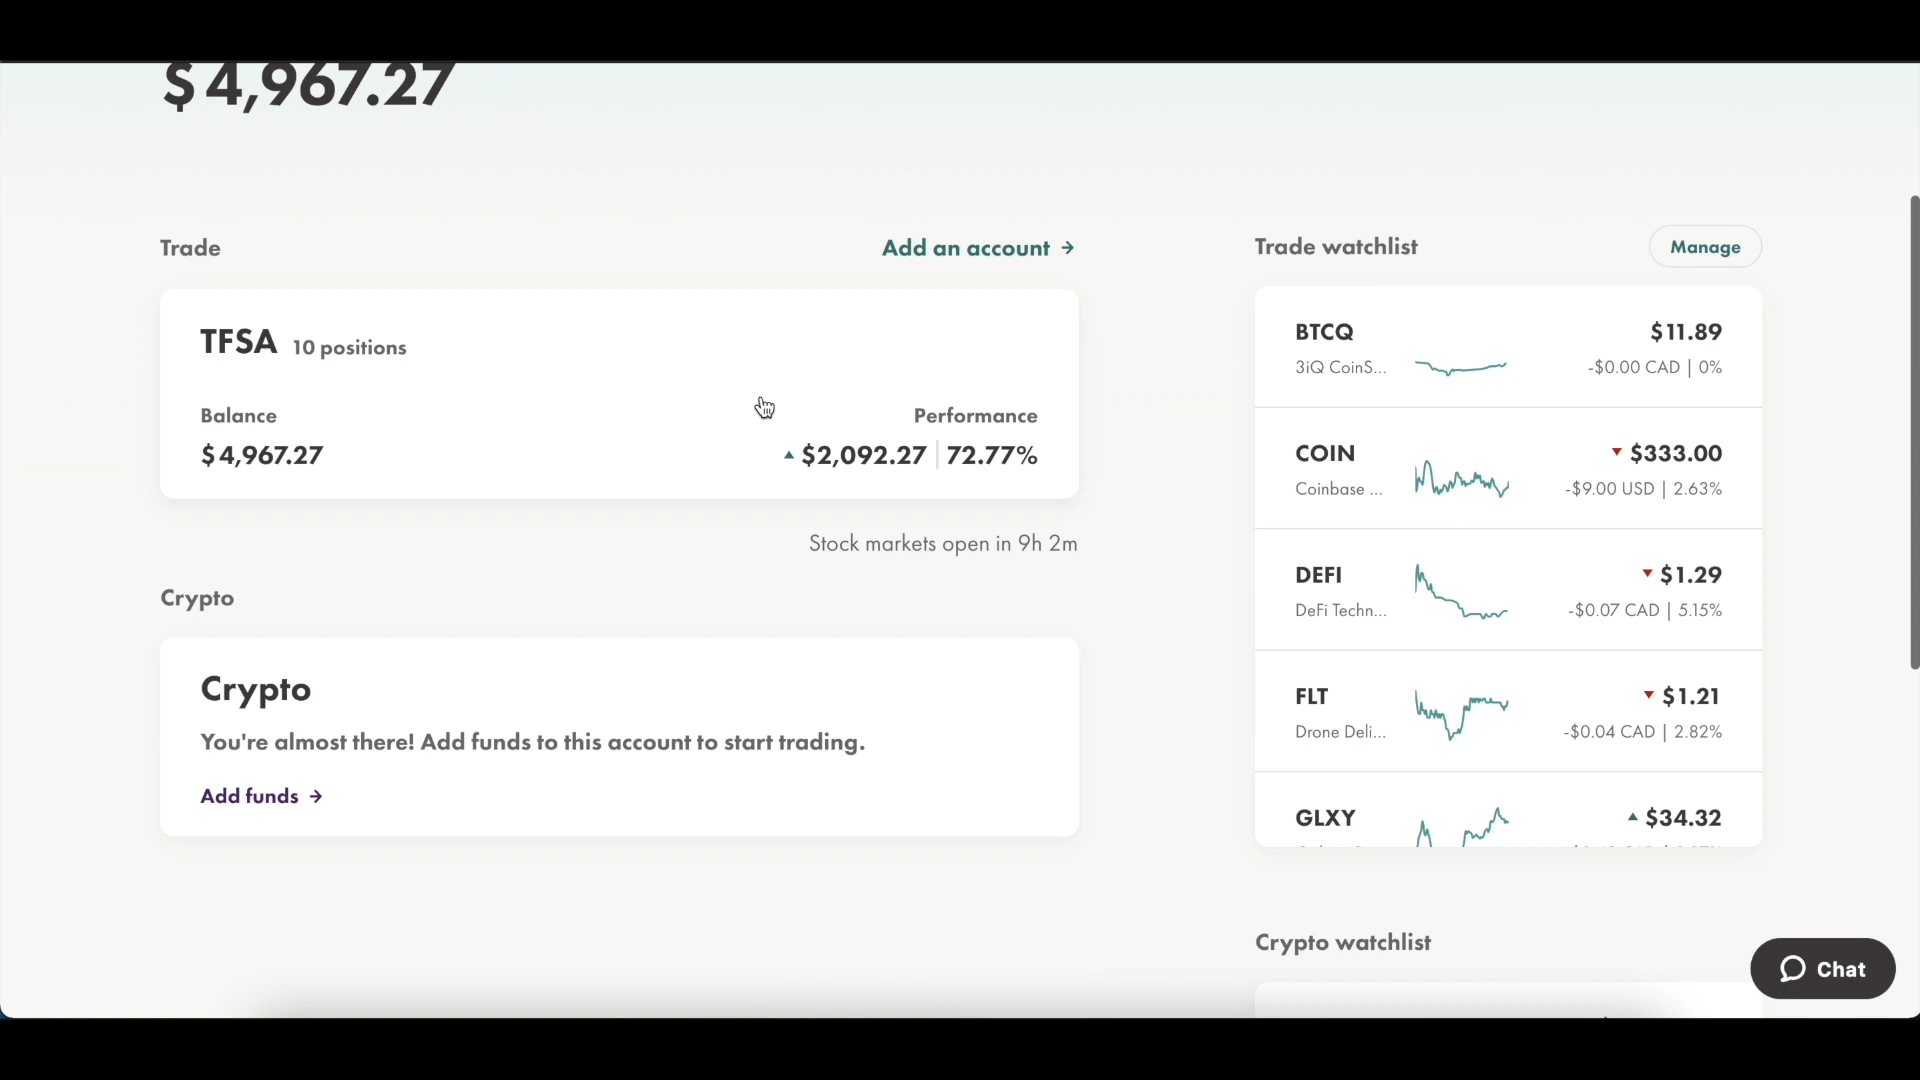 $4,967.27
Trade
Add an account →
TFSA 10 positions
Balance
Performance
$4,967.27
▲ $2,092.27 | 72.77%
Stock markets open in 9h 2m
Crypto
Crypto
You're almost there! Add funds to this account to start trading.
Add funds →
Trade watchlist
Manage
BTCQ
$11.89
3iQ CoinS...
-$0.00 CAD | 0%
COIN
▼ $333.00
Coinbase ...
-$9.00 USD | 2.63%
DEFI
▼ $1.29
DeFi Techn...
-$0.07 CAD | 5.15%
FLT
▼ $1.21
Drone Deli...
-$0.04 CAD | 2.82%
GLXY
▲ $34.32
Crypto watchlist
Chat